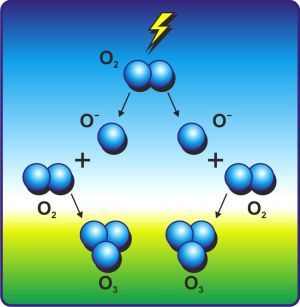 O₂
O⁻ O⁻
+ +
O₂ O₂
O₃ O₃